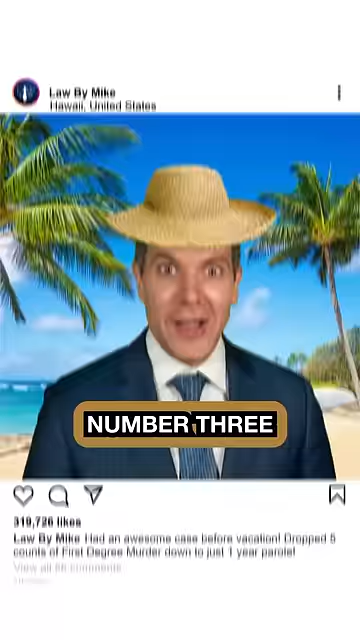 Law By Mike
Hawaii, United States
NUMBER THREE
319,726 likes
Law By Mike Had an awesome case before vacation! Dropped 5
counts of First Degree Murder down to just 1 year parole!
View all 86 comments